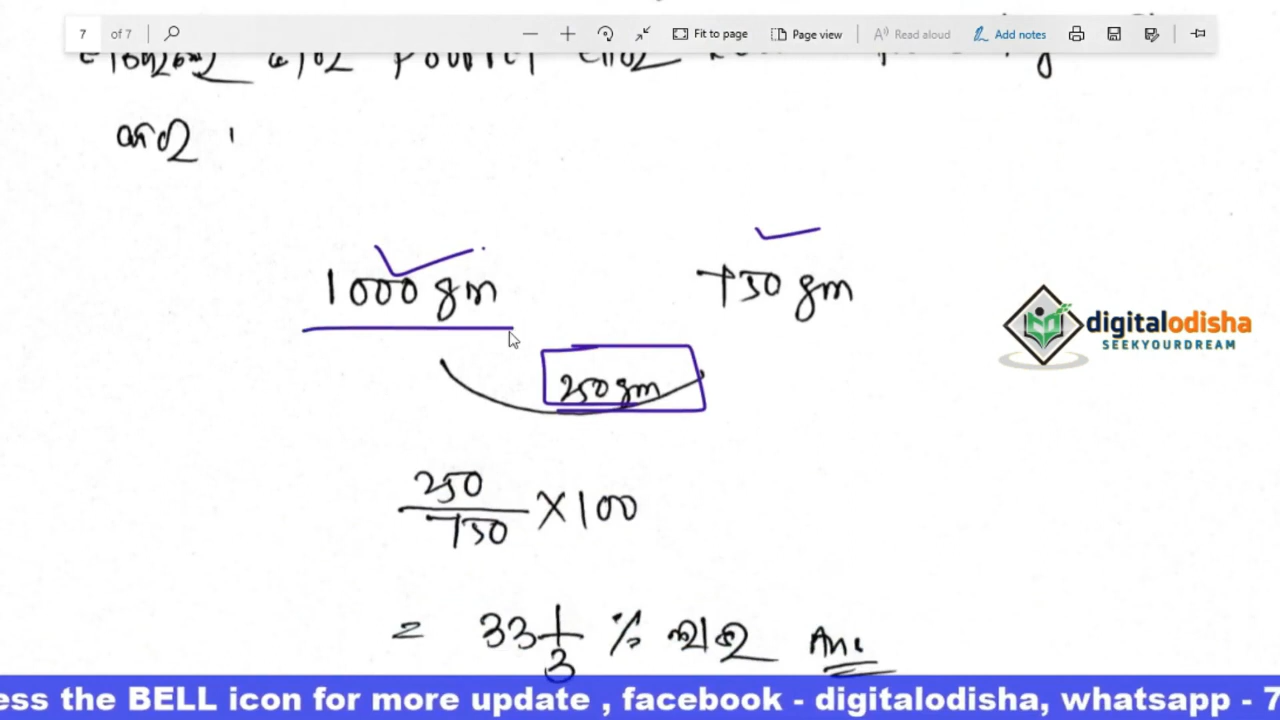 7 of 7 Fit to page Page view Read aloud Add notes
କର ।
1000 gm 750 gm
digitalodisha
SEEKYOURDREAM
250 gm
250
750 × 100
= 33 1/3 % ଲାଭ Ans
ess the BELL icon for more update , facebook - digitalodisha, whatsapp - 7